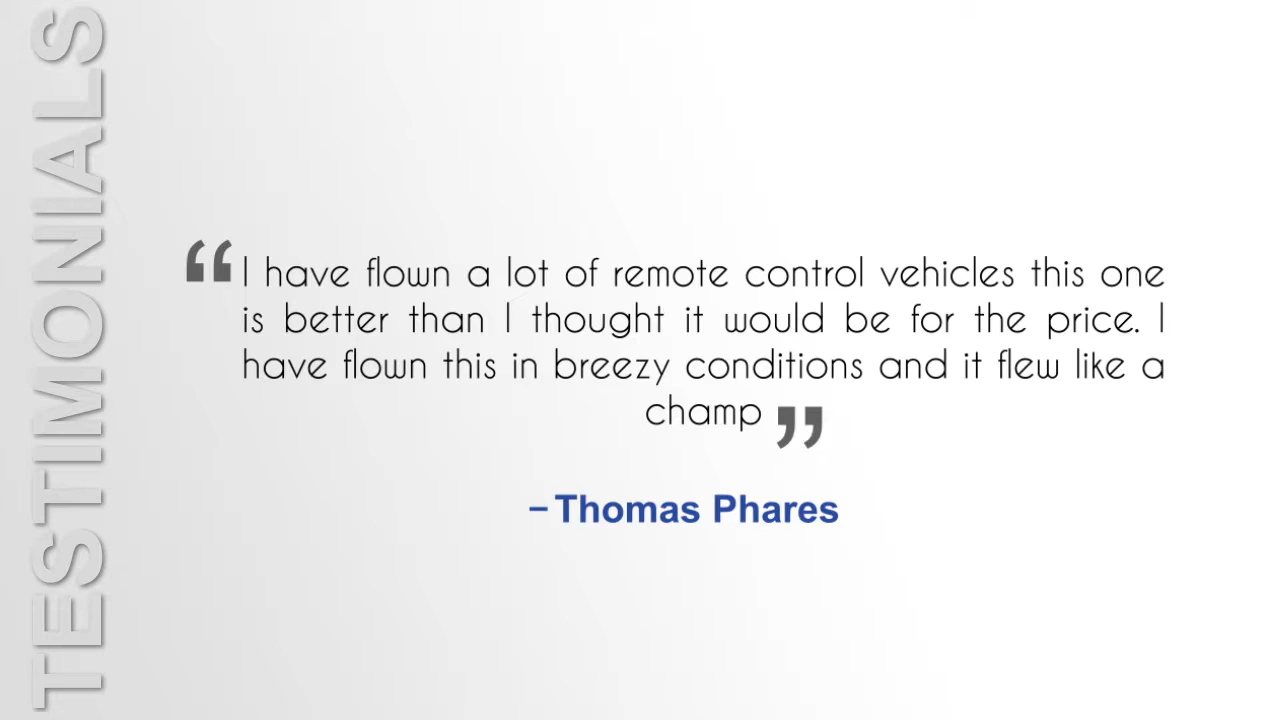 TESTIMONIALS
“I have flown a lot of remote control vehicles this one
is better than I thought it would be for the price. I
have flown this in breezy conditions and it flew like a
champ”
– Thomas Phares